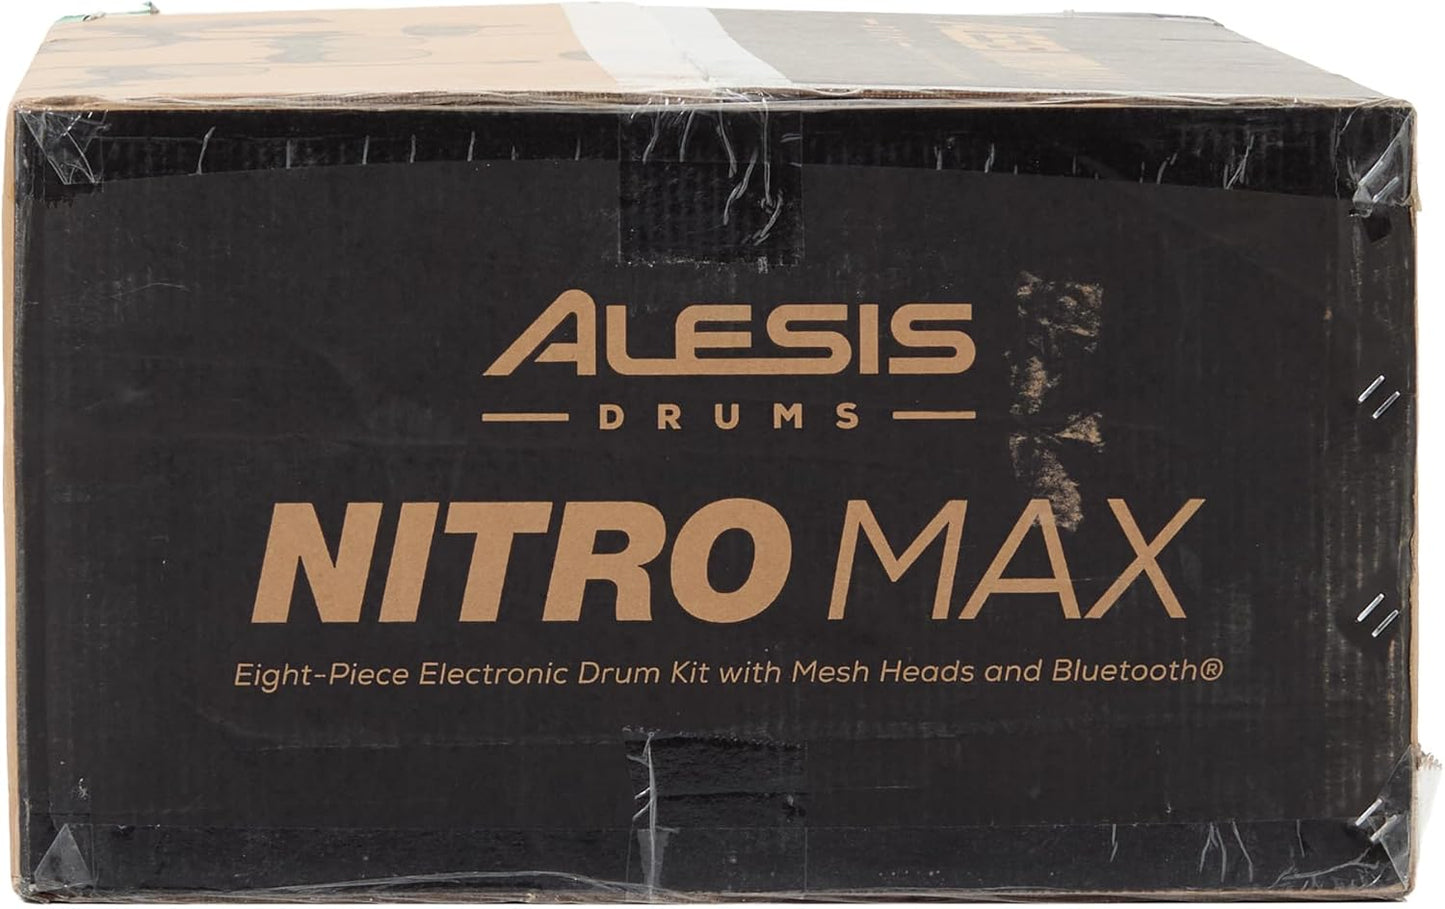 ALESIS
DRUMS
NITRO MAX
Eight-Piece Electronic Drum Kit with Mesh Heads and Bluetooth®